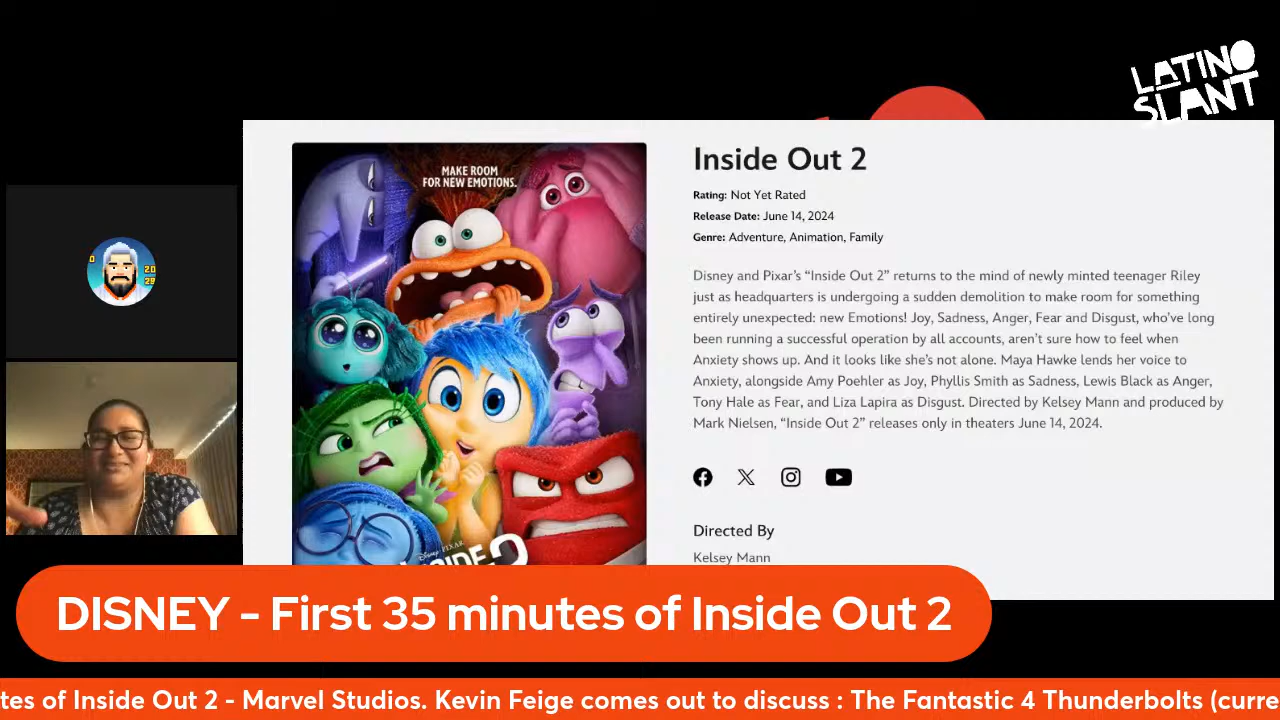 LATINO
SLANT
MAKE ROOM
FOR NEW EMOTIONS.
Disney PIXAR
Inside Out 2
Rating: Not Yet Rated
Release Date: June 14, 2024
Genre: Adventure, Animation, Family
Disney and Pixar’s “Inside Out 2” returns to the mind of newly minted teenager Riley
just as headquarters is undergoing a sudden demolition to make room for something
entirely unexpected: new Emotions! Joy, Sadness, Anger, Fear and Disgust, who’ve long
been running a successful operation by all accounts, aren’t sure how to feel when
Anxiety shows up. And it looks like she’s not alone. Maya Hawke lends her voice to
Anxiety, alongside Amy Poehler as Joy, Phyllis Smith as Sadness, Lewis Black as Anger,
Tony Hale as Fear, and Liza Lapira as Disgust. Directed by Kelsey Mann and produced by
Mark Nielsen, “Inside Out 2” releases only in theaters June 14, 2024.
Directed By
Kelsey Mann
DISNEY - First 35 minutes of Inside Out 2
tes of Inside Out 2 - Marvel Studios. Kevin Feige comes out to discuss : The Fantastic 4 Thunderbolts (curre